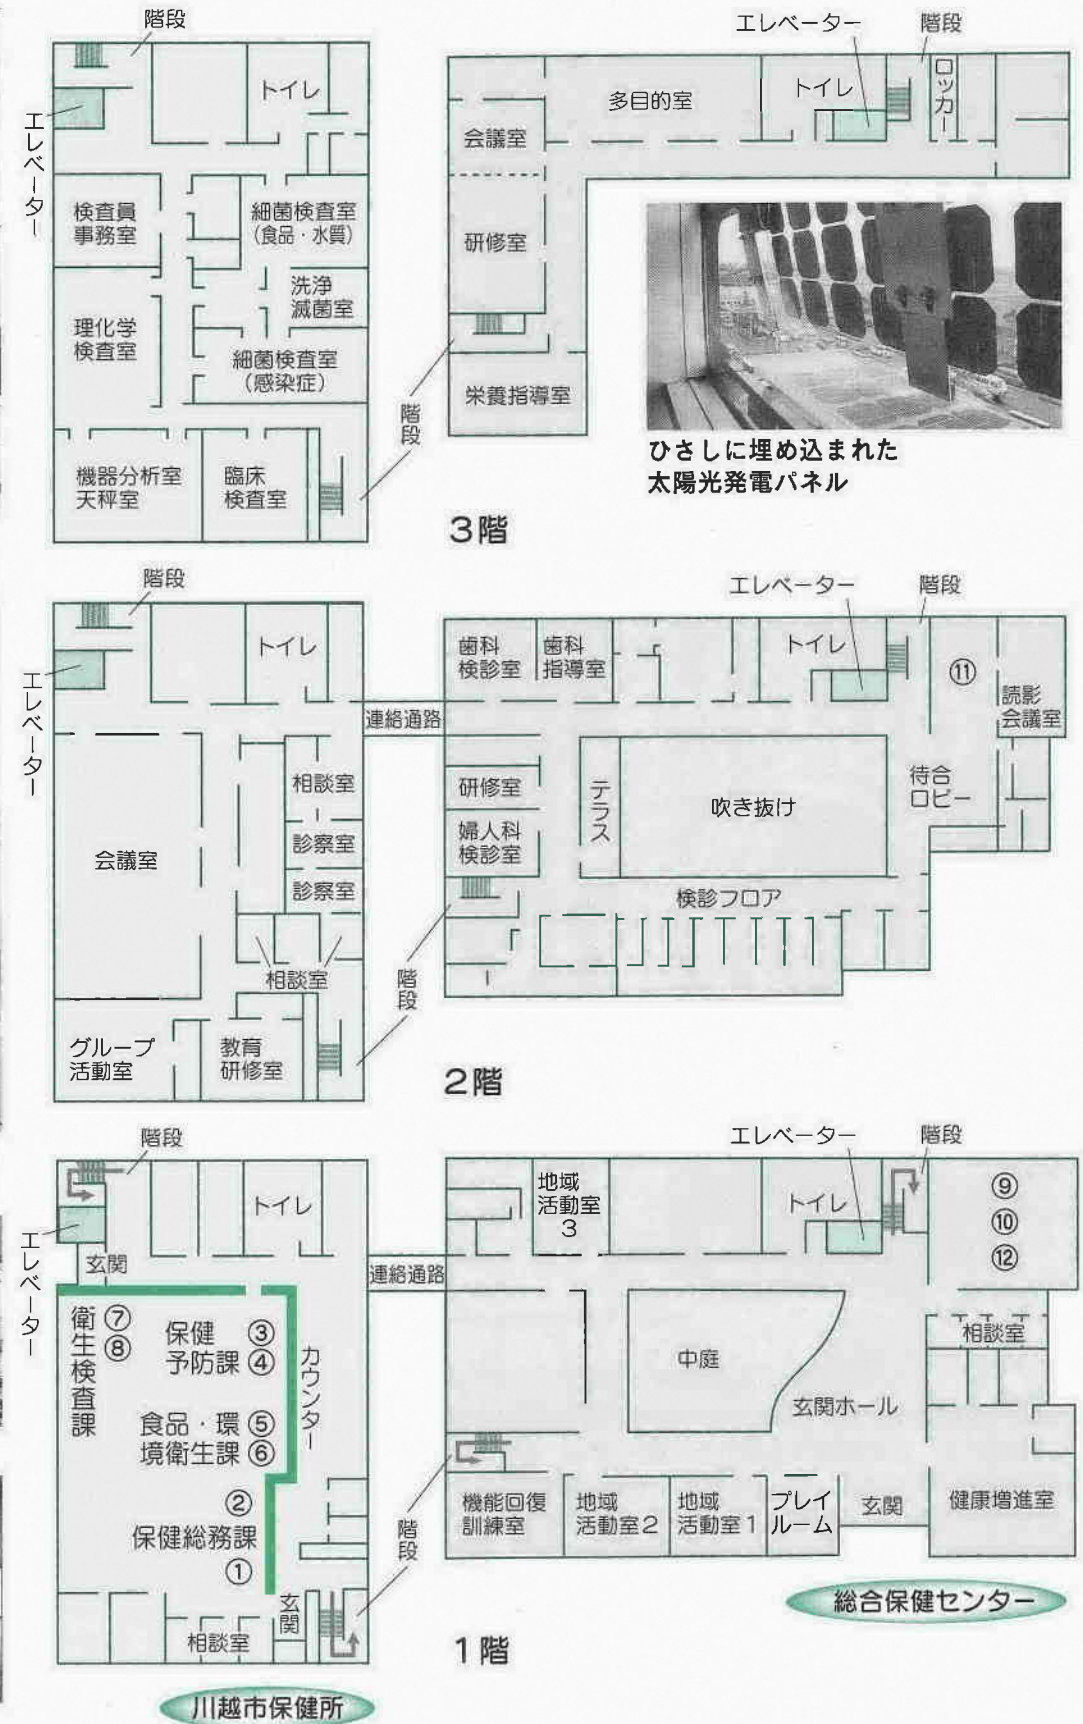 階段
エレベーター
トイレ
検査員
事務室
細菌検査室
(食品・水質)
洗浄
滅菌室
理化学
検査室
細菌検査室
(感染症)
機器分析室
天秤室
臨床
検査室
階段
エレベーター
階段
多目的室
トイレ
ロッカー
会議室
研修室
栄養指導室
ひさしに埋め込まれた
太陽光発電パネル
3階
階段
エレベーター
トイレ
連絡通路
会議室
相談室
診察室
診察室
相談室
グループ
活動室
教育
研修室
階段
エレベーター
階段
歯科
検診室
歯科
指導室
トイレ
⑪
読影
会議室
研修室
婦人科
検診室
テラス
吹き抜け
待合
ロビー
検診フロア
2階
階段
エレベーター
トイレ
玄関
連絡通路
衛生検査課
⑦
⑧
保健 ③
予防課 ④
カウンター
食品・環 ⑤
境衛生課 ⑥
②
保健総務課
①
相談室
玄関
階段
川越市保健所
エレベーター
階段
地域
活動室
3
トイレ
⑨
⑩
⑫
相談室
中庭
玄関ホール
機能回復
訓練室
地域
活動室2
地域
活動室1
プレイ
ルーム
玄関
健康増進室
総合保健センター
1階